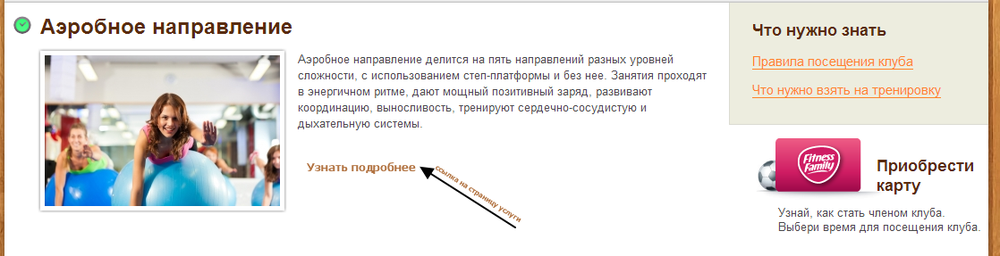 Аэробное направление
Аэробное направление делится на пять направлений разных уровней
сложности, с использованием степ-платформы и без нее. Занятия проходят
в энергичном ритме, дают мощный позитивный заряд, развивают
координацию, выносливость, тренируют сердечно-сосудистую и
дыхательную системы.
Узнать подробнее
ссылка на страницу услуги
Что нужно знать
Правила посещения клуба
Что нужно взять на тренировку
Fitness
Family
Приобрести
карту
Узнай, как стать членом клуба.
Выбери время для посещения клуба.